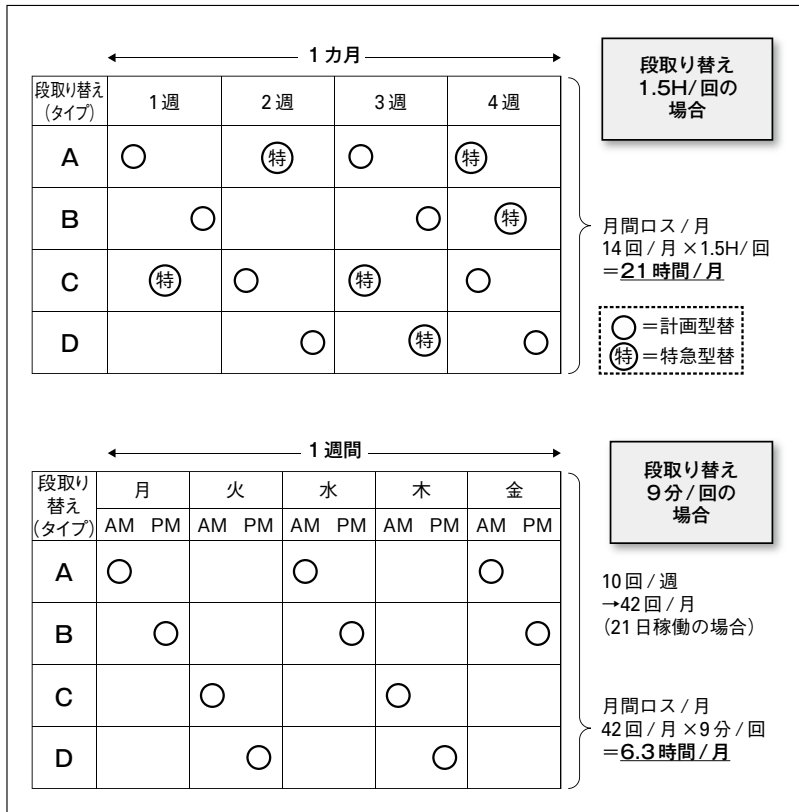 1カ月
段取り替え
(タイプ)
1週 2週 3週 4週
A 特 特
B 特
C 特 特
D 特
段取り替え
1.5H/回の
場合
月間ロス/月
14回/月×1.5H/回
=21時間/月
○=計画型替
特=特急型替
1週間
段取り
替え
(タイプ)
月 火 水 木 金
AM PM AM PM AM PM AM PM AM PM
A
B
C
D
段取り替え
9分/回の
場合
10回/週
→42回/月
(21日稼働の場合)
月間ロス/月
42回/月×9分/回
=6.3時間/月